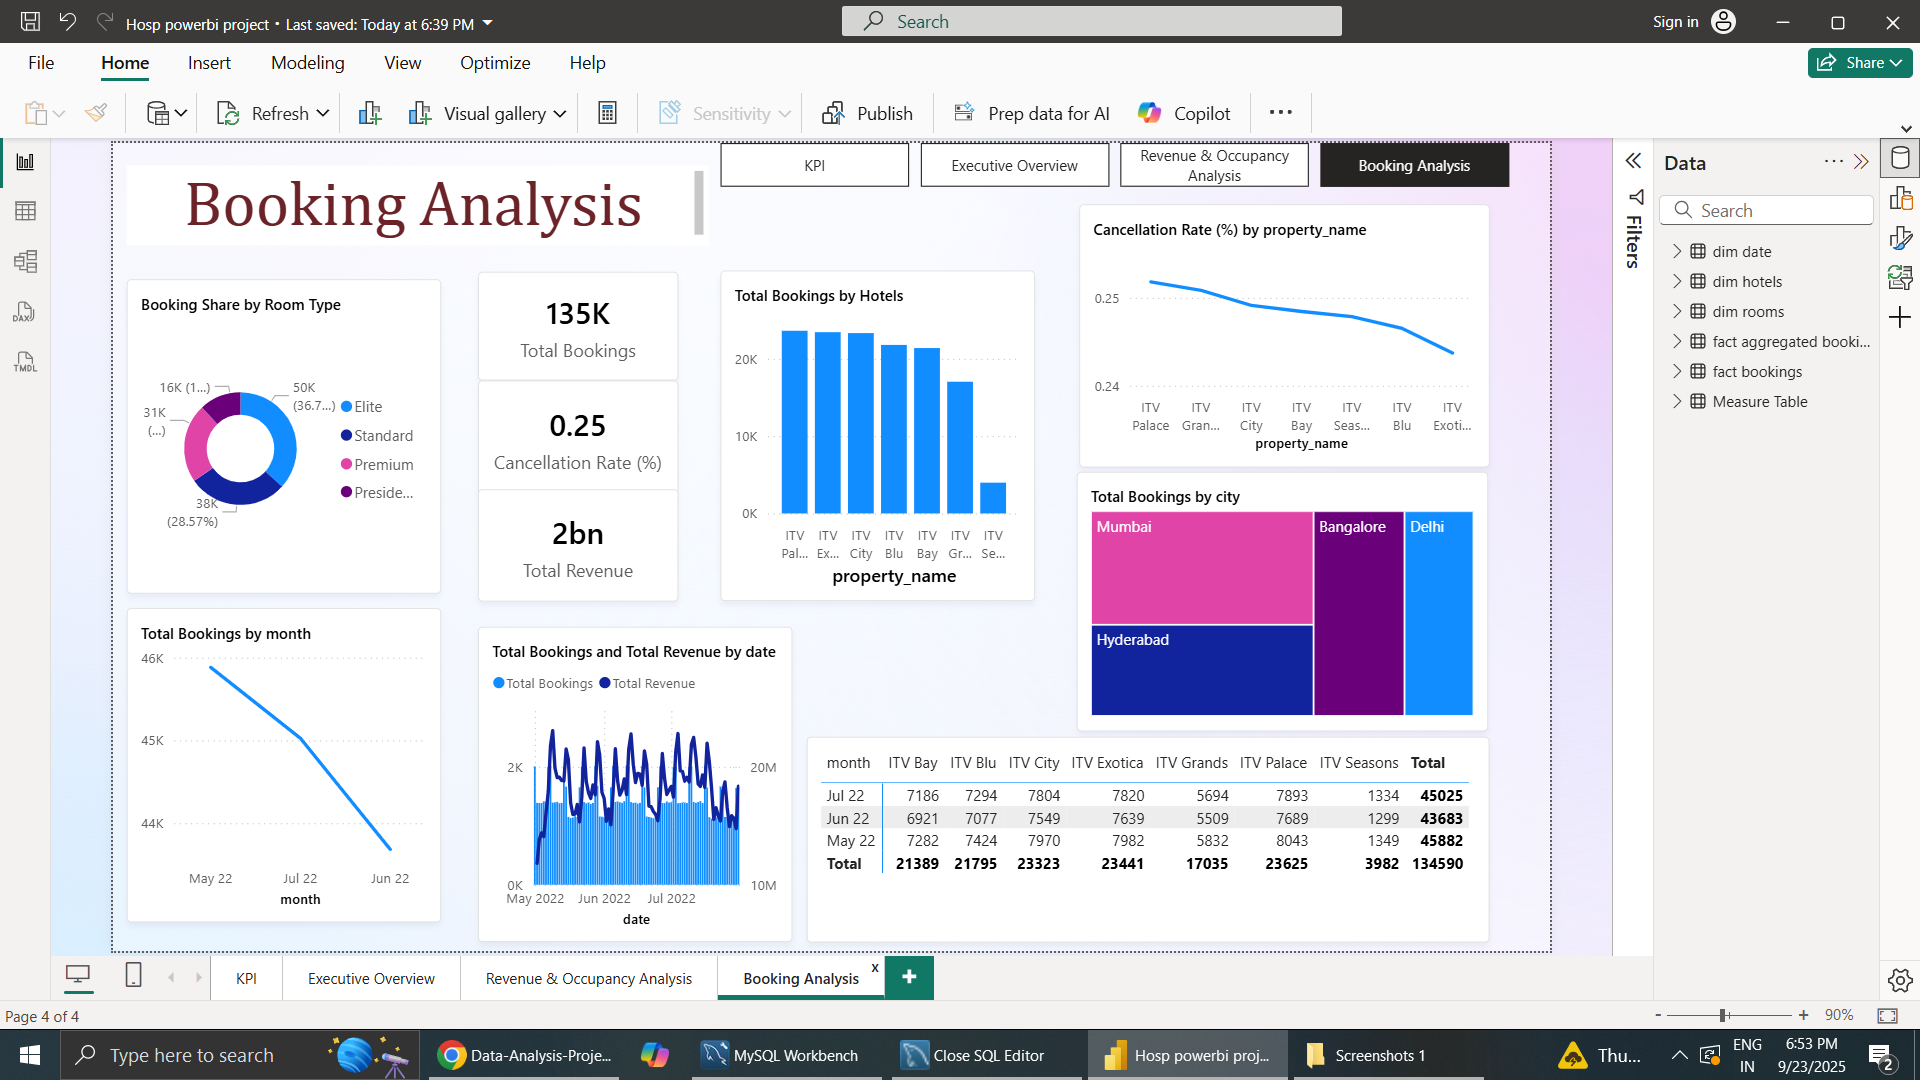 Hosp powerbi project • Last saved: Today at 6:39 PM
Search
Sign in
File Home Insert Modeling View Optimize Help
Share
Refresh
Visual gallery
Sensitivity
Publish
Prep data for AI
Copilot
Booking Analysis
KPI
Executive Overview
Revenue & Occupancy
Analysis
Booking Analysis
Booking Share by Room Type
16K (1...)
50K
(36.7...)
31K
(...)
38K
(28.57%)
Elite
Standard
Premium
Preside...
135K
Total Bookings
0.25
Cancellation Rate (%)
2bn
Total Revenue
Total Bookings by Hotels
20K
10K
0K
ITV
Pal...
ITV
Ex...
ITV
City
ITV
Blu
ITV
Bay
ITV
Gr...
ITV
Se...
property_name
Cancellation Rate (%) by property_name
0.25
0.24
ITV
Palace
ITV
Gran...
ITV
City
ITV
Bay
ITV
Seas...
ITV
Blu
ITV
Exoti...
property_name
Total Bookings by city
Mumbai
Hyderabad
Bangalore
Delhi
Total Bookings by month
46K
45K
44K
May 22 Jul 22 Jun 22
month
Total Bookings and Total Revenue by date
Total Bookings Total Revenue
2K
0K
20M
10M
May 2022 Jun 2022 Jul 2022
date
month ITV Bay ITV Blu ITV City ITV Exotica ITV Grands ITV Palace ITV Seasons Total
Jul 22 7186 7294 7804 7820 5694 7893 1334 45025
Jun 22 6921 7077 7549 7639 5509 7689 1299 43683
May 22 7282 7424 7970 7982 5832 8043 1349 45882
Total 21389 21795 23323 23441 17035 23625 3982 134590
Filters
Data
Search
dim date
dim hotels
dim rooms
fact aggregated booki...
fact bookings
Measure Table
DAX
TMDL
KPI
Executive Overview
Revenue & Occupancy Analysis
Booking Analysis
x
Page 4 of 4
- + 90%
Type here to search
Data-Analysis-Proje...
MySQL Workbench
Close SQL Editor
Hosp powerbi proj...
Screenshots 1
Thu...
ENG
IN
6:53 PM
9/23/2025
2